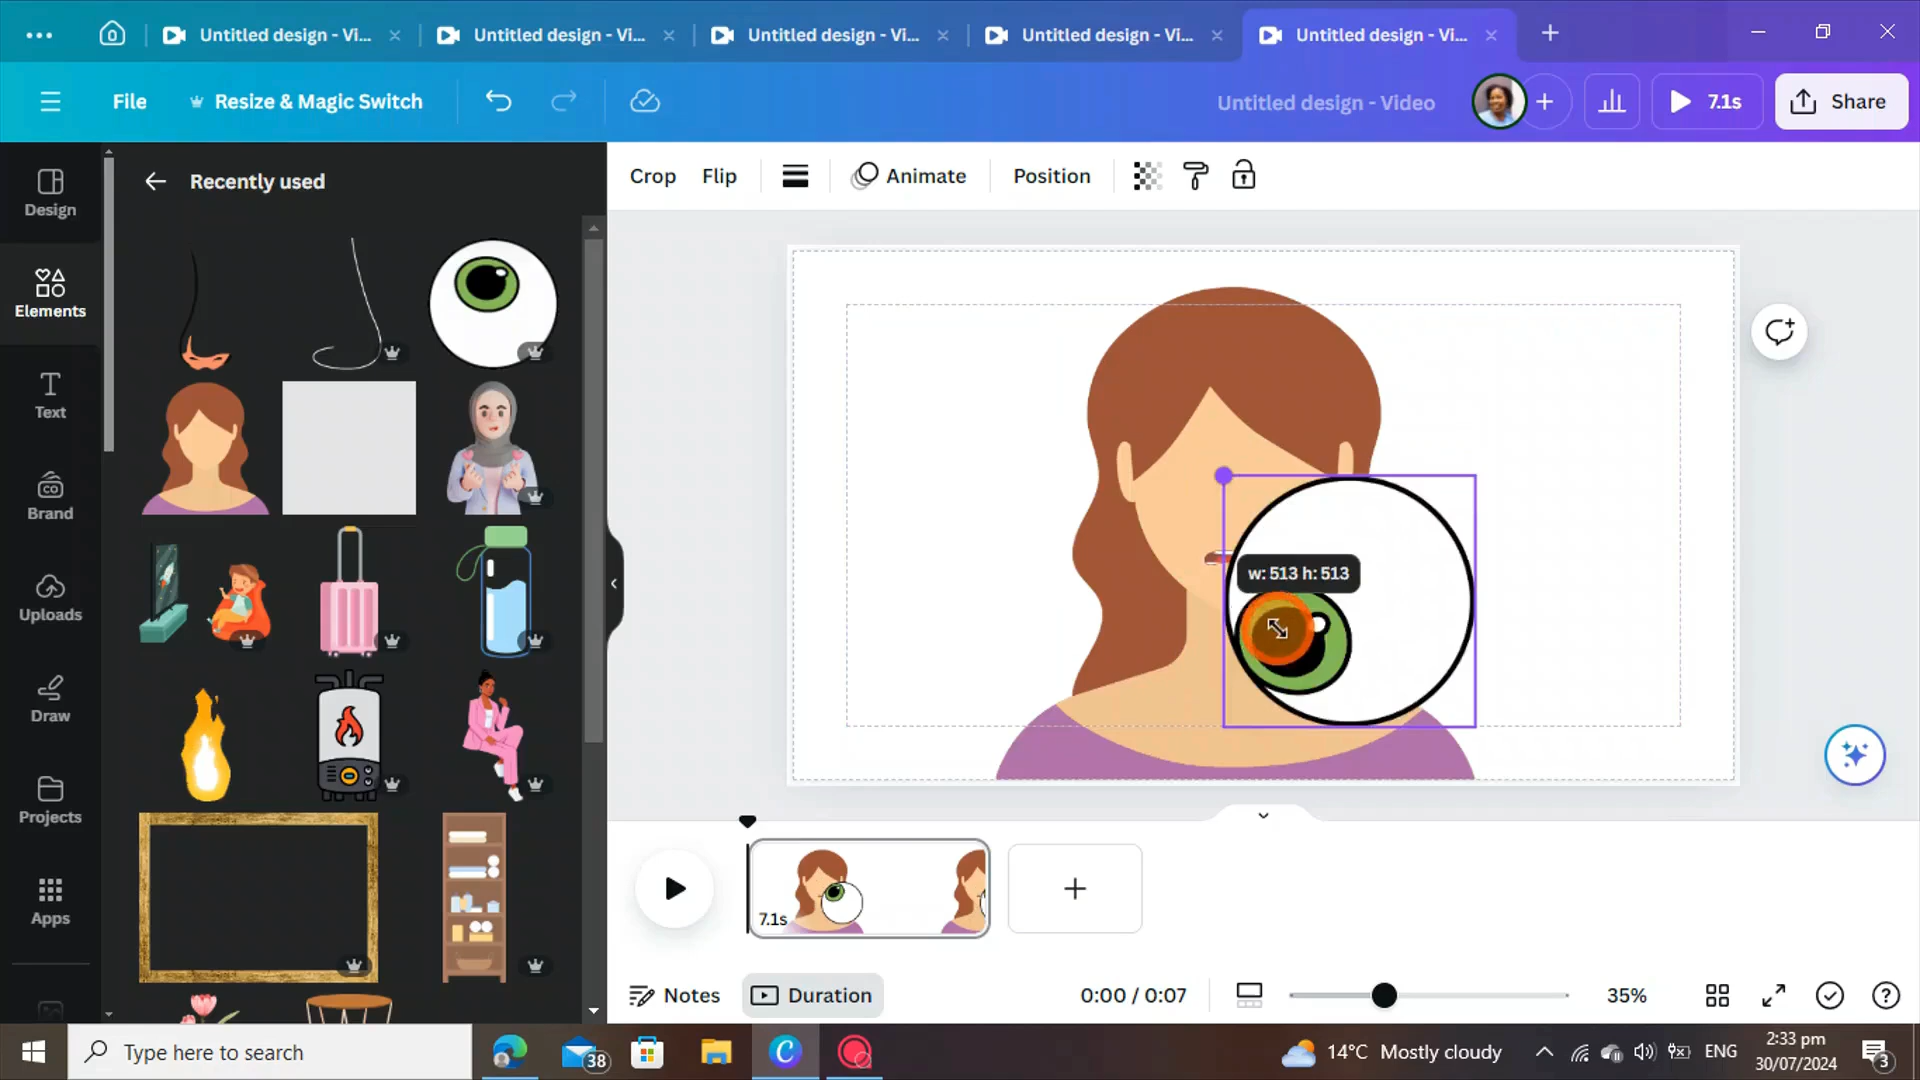 Untitled design - Vi...
Untitled design - Vi...
Untitled design - Vi...
Untitled design - Vi...
Untitled design - Vi...
File
Resize & Magic Switch
Untitled design - Video
7.1s
Share
Design
Elements
Text
Brand
Uploads
Draw
Projects
Apps
Recently used
Crop
Flip
Animate
Position
w: 513 h: 513
7.1s
Notes
Duration
0:00 / 0:07
35%
Type here to search
38
14°C Mostly cloudy
ENG
2:33 pm
30/07/2024
3